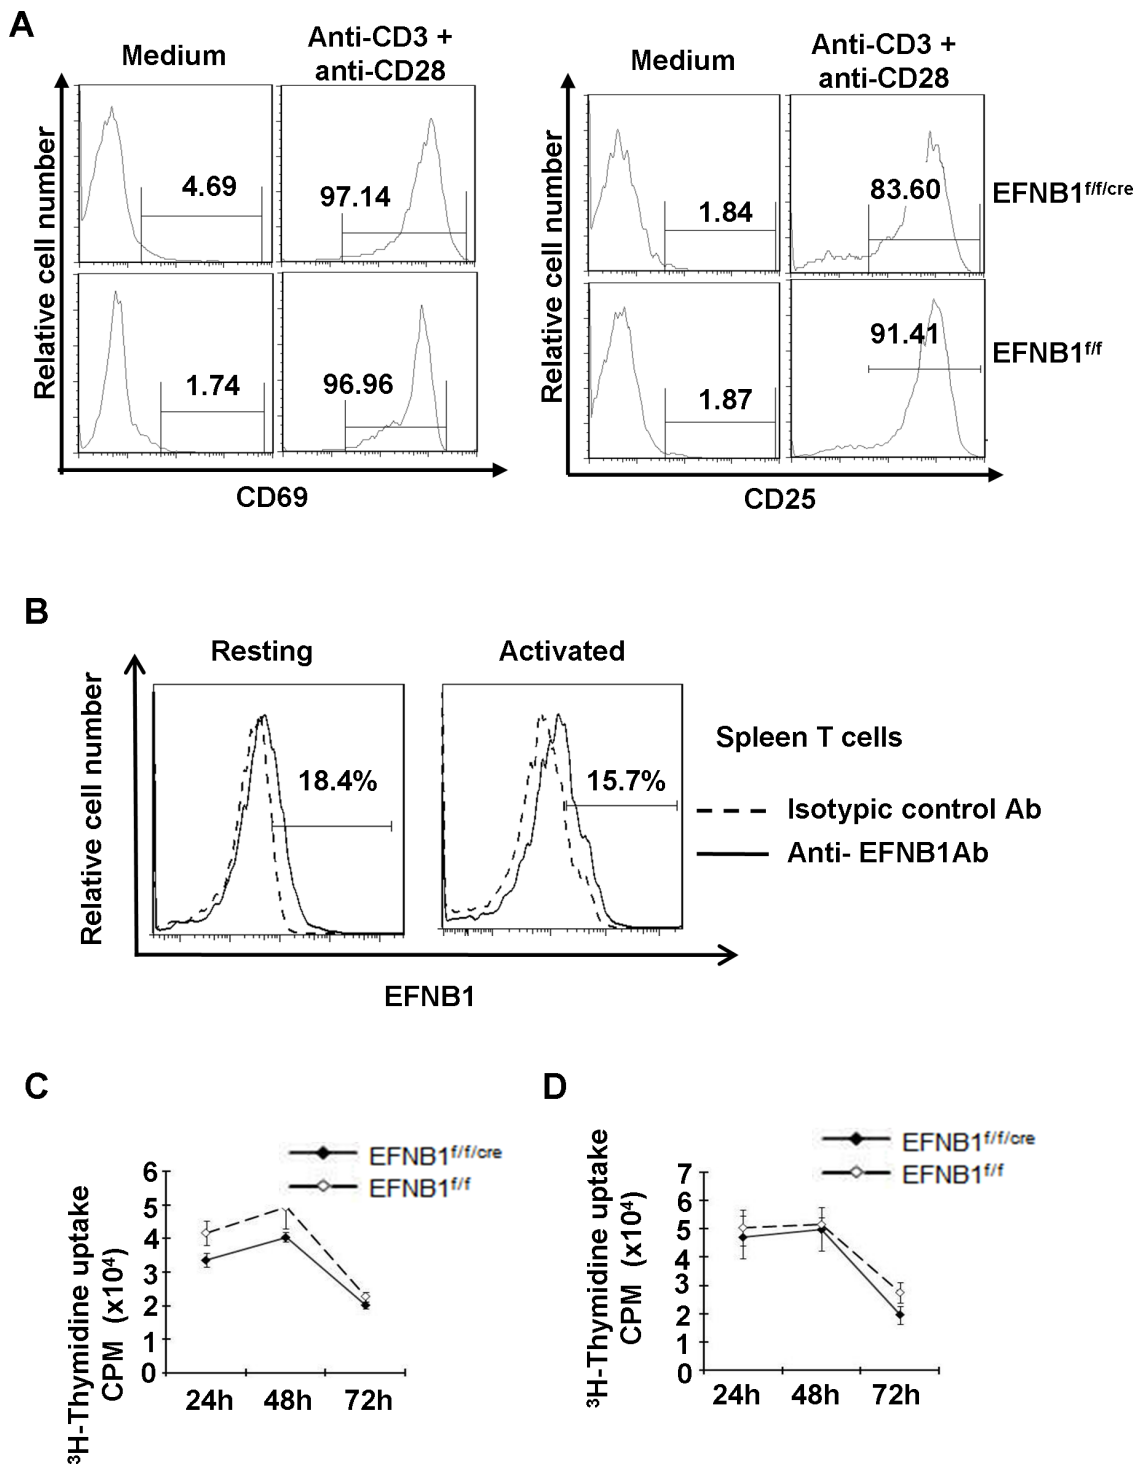 A
Medium
Anti-CD3 +
anti-CD28
Medium
Anti-CD3 +
anti-CD28
Relative cell number
4.69
97.14
1.74
96.96
CD69
Relative cell number
1.84
83.60
EFNB1f/f/cre
1.87
91.41
EFNB1f/f
CD25
B
Resting
Activated
Relative cell number
18.4%
15.7%
Spleen T cells
Isotypic control Ab
Anti- EFNB1Ab
EFNB1
C
EFNB1f/f/cre
EFNB1f/f
3H-Thymidine uptake
CPM (x104)
6
5
4
3
2
1
0
24h 48h 72h
D
EFNB1f/f/cre
EFNB1f/f
3H-Thymidine uptake
CPM (x104)
7
6
5
4
3
2
1
0
24h 48h 72h